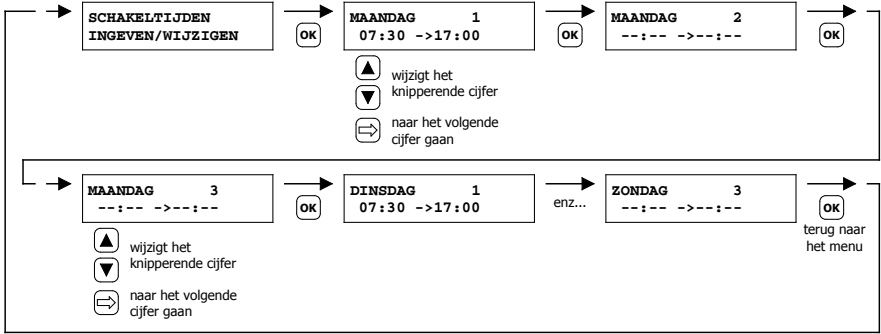 SCHAKELTIJDEN
INGEVEN/WIJZIGEN
OK
MAANDAG 1
07:30 ->17:00
OK
MAANDAG 2
--:-- ->--:--
OK
wijzigt het
knipperende cijfer
naar het volgende
cijfer gaan
MAANDAG 3
--:-- ->--:--
OK
DINSDAG 1
07:30 ->17:00
enz...
ZONDAG 3
--:-- ->--:--
OK
terug naar
het menu
wijzigt het
knipperende cijfer
naar het volgende
cijfer gaan